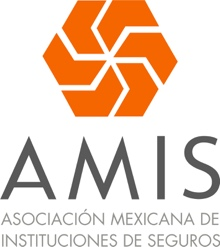 AMIS
ASOCIACIÓN MEXICANA DE
INSTITUCIONES DE SEGUROS